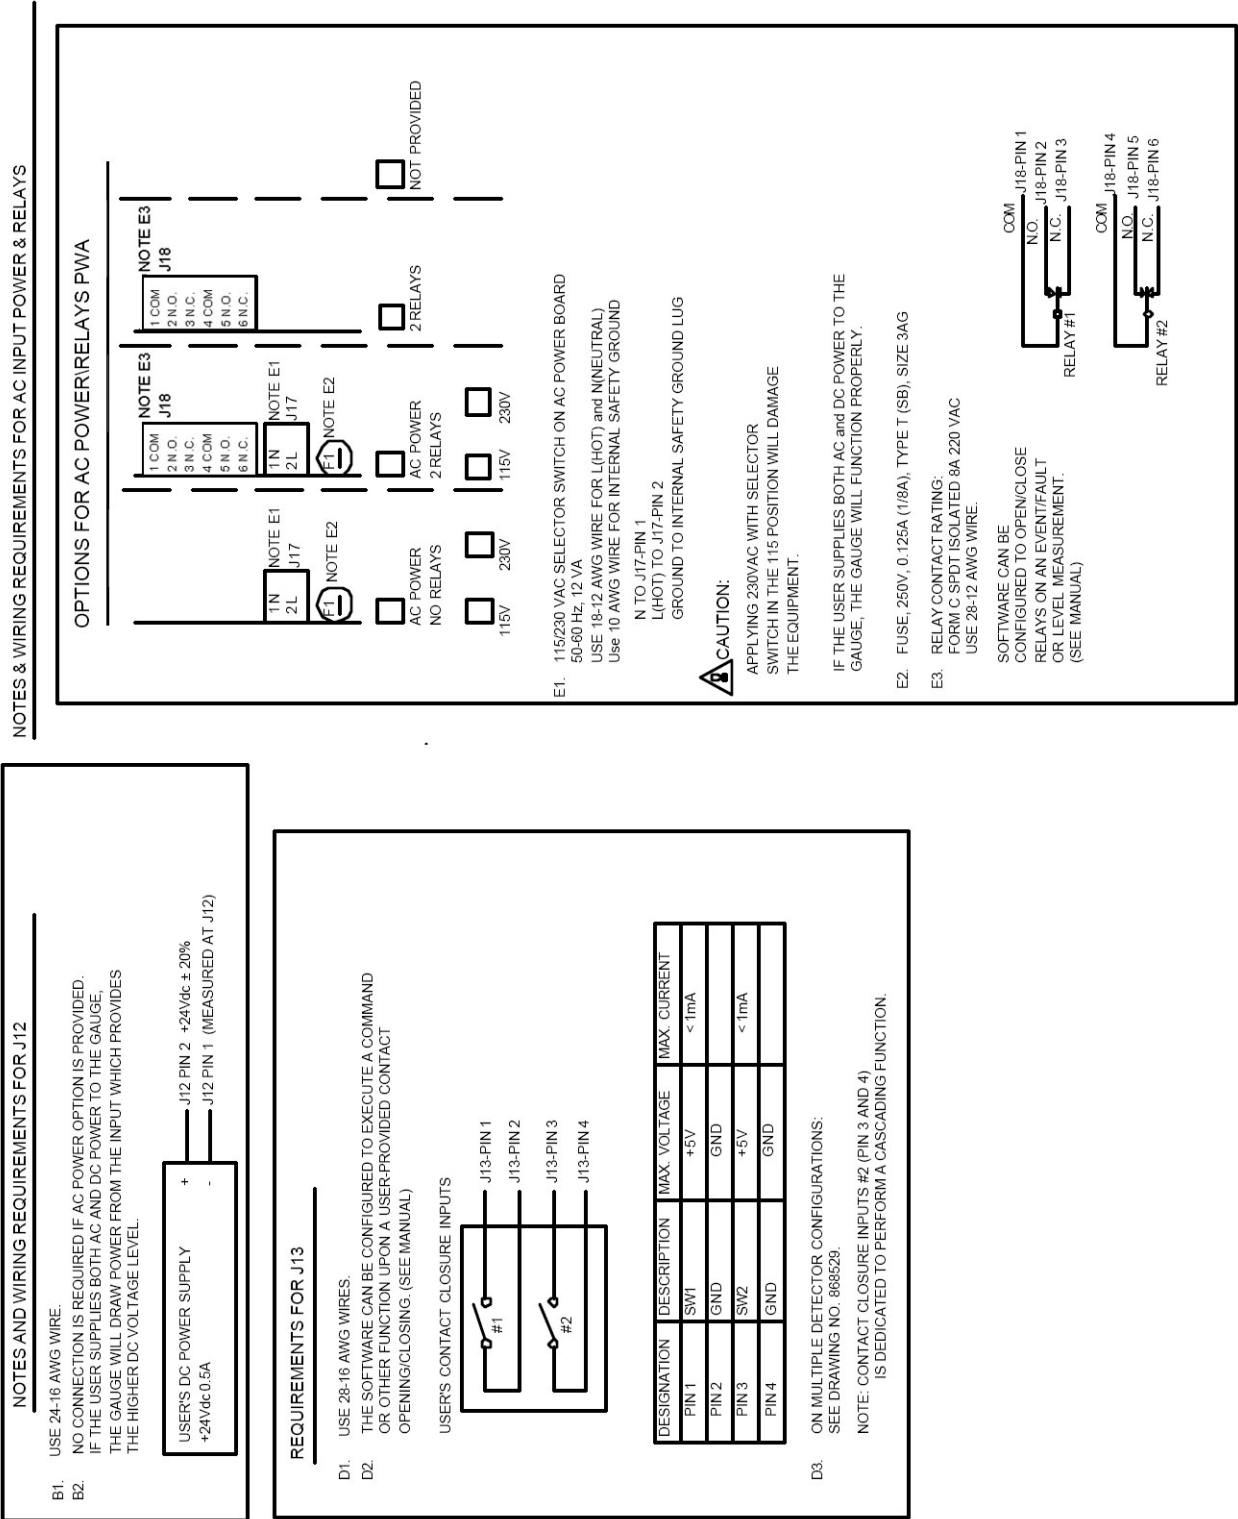 NOTES AND WIRING REQUIREMENTS FOR J12
B1. USE 24-16 AWG WIRE.
B2. NO CONNECTION IS REQUIRED IF AC POWER OPTION IS PROVIDED.
IF THE USER SUPPLIES BOTH AC AND DC POWER TO THE GAUGE,
THE GAUGE WILL DRAW POWER FROM THE INPUT WHICH PROVIDES
THE HIGHER DC VOLTAGE LEVEL.
USER'S DC POWER SUPPLY + J12 PIN 2 +24Vdc ± 20%
+24Vdc 0.5A - J12 PIN 1 (MEASURED AT J12)
REQUIREMENTS FOR J13
D1. USE 28-16 AWG WIRES.
D2. THE SOFTWARE CAN BE CONFIGURED TO EXECUTE A COMMAND
OR OTHER FUNCTION UPON A USER-PROVIDED CONTACT
OPENING/CLOSING. (SEE MANUAL)
USER'S CONTACT CLOSURE INPUTS
#1
J13-PIN 1
J13-PIN 2
#2
J13-PIN 3
J13-PIN 4
DESIGNATION DESCRIPTION MAX. VOLTAGE MAX. CURRENT
PIN 1 SW1 +5V < 1mA
PIN 2 GND GND
PIN 3 SW2 +5V < 1mA
PIN 4 GND GND
D3. ON MULTIPLE DETECTOR CONFIGURATIONS:
SEE DRAWING NO. 868529.
NOTE: CONTACT CLOSURE INPUTS #2 (PIN 3 AND 4)
IS DEDICATED TO PERFORM A CASCADING FUNCTION.
NOTES & WIRING REQUIREMENTS FOR AC INPUT POWER & RELAYS
OPTIONS FOR AC POWER\RELAYS PWA
1 N
2 L
NOTE E1
J17
F1 NOTE E2
AC POWER
NO RELAYS
115V 230V
NOTE E3
J18
1 COM
2 N.O.
3 N.C.
4 COM
5 N.O.
6 N.C.
1 N
2 L
NOTE E1
J17
F1 NOTE E2
AC POWER
2 RELAYS
115V 230V
NOTE E3
J18
1 COM
2 N.O.
3 N.C.
4 COM
5 N.O.
6 N.C.
2 RELAYS
NOT PROVIDED
E1. 115/230 VAC SELECTOR SWITCH ON AC POWER BOARD
50-60 Hz, 12 VA
USE 18-12 AWG WIRE FOR L(HOT) and N(NEUTRAL)
Use 10 AWG WIRE FOR INTERNAL SAFETY GROUND
N TO J17-PIN 1
L(HOT) TO J17-PIN 2
GROUND TO INTERNAL SAFETY GROUND LUG
CAUTION:
APPLYING 230VAC WITH SELECTOR
SWITCH IN THE 115 POSITION WILL DAMAGE
THE EQUIPMENT.
IF THE USER SUPPLIES BOTH AC and DC POWER TO THE
GAUGE, THE GAUGE WILL FUNCTION PROPERLY.
E2. FUSE, 250V, 0.125A (1/8A), TYPE T (SB), SIZE 3AG
E3. RELAY CONTACT RATING:
FORM C SPDT ISOLATED 8A 220 VAC
USE 28-12 AWG WIRE.
SOFTWARE CAN BE
CONFIGURED TO OPEN/CLOSE
RELAYS ON AN EVENT/FAULT
OR LEVEL MEASUREMENT.
(SEE MANUAL)
RELAY #1
COM J18-PIN 1
N.O. J18-PIN 2
N.C. J18-PIN 3
RELAY #2
COM J18-PIN 4
N.O. J18-PIN 5
N.C. J18-PIN 6